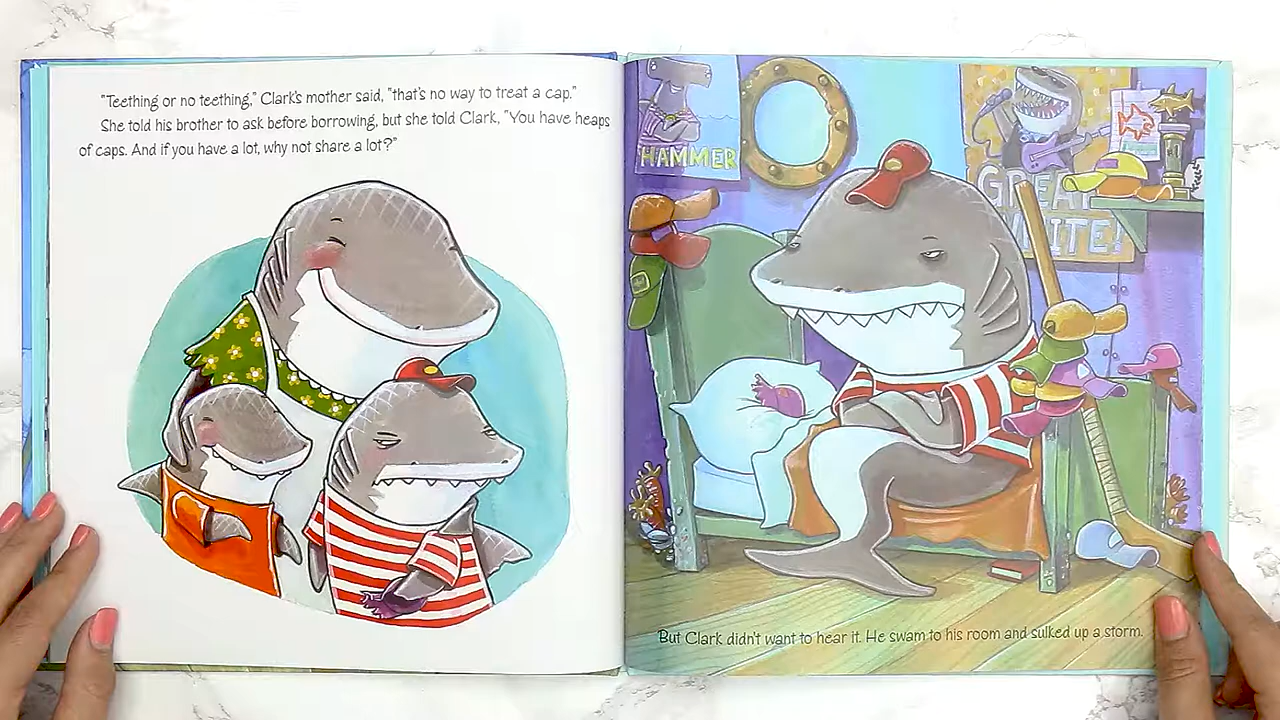 "Teething or no teething," Clark's mother said, "that's no way to treat a cap."
She told his brother to ask before borrowing, but she told Clark, "You have heaps
of caps. And if you have a lot, why not share a lot?"
HAMMER
GREAT
WHITE!
But Clark didn't want to hear it. He swam to his room and sulked up a storm.